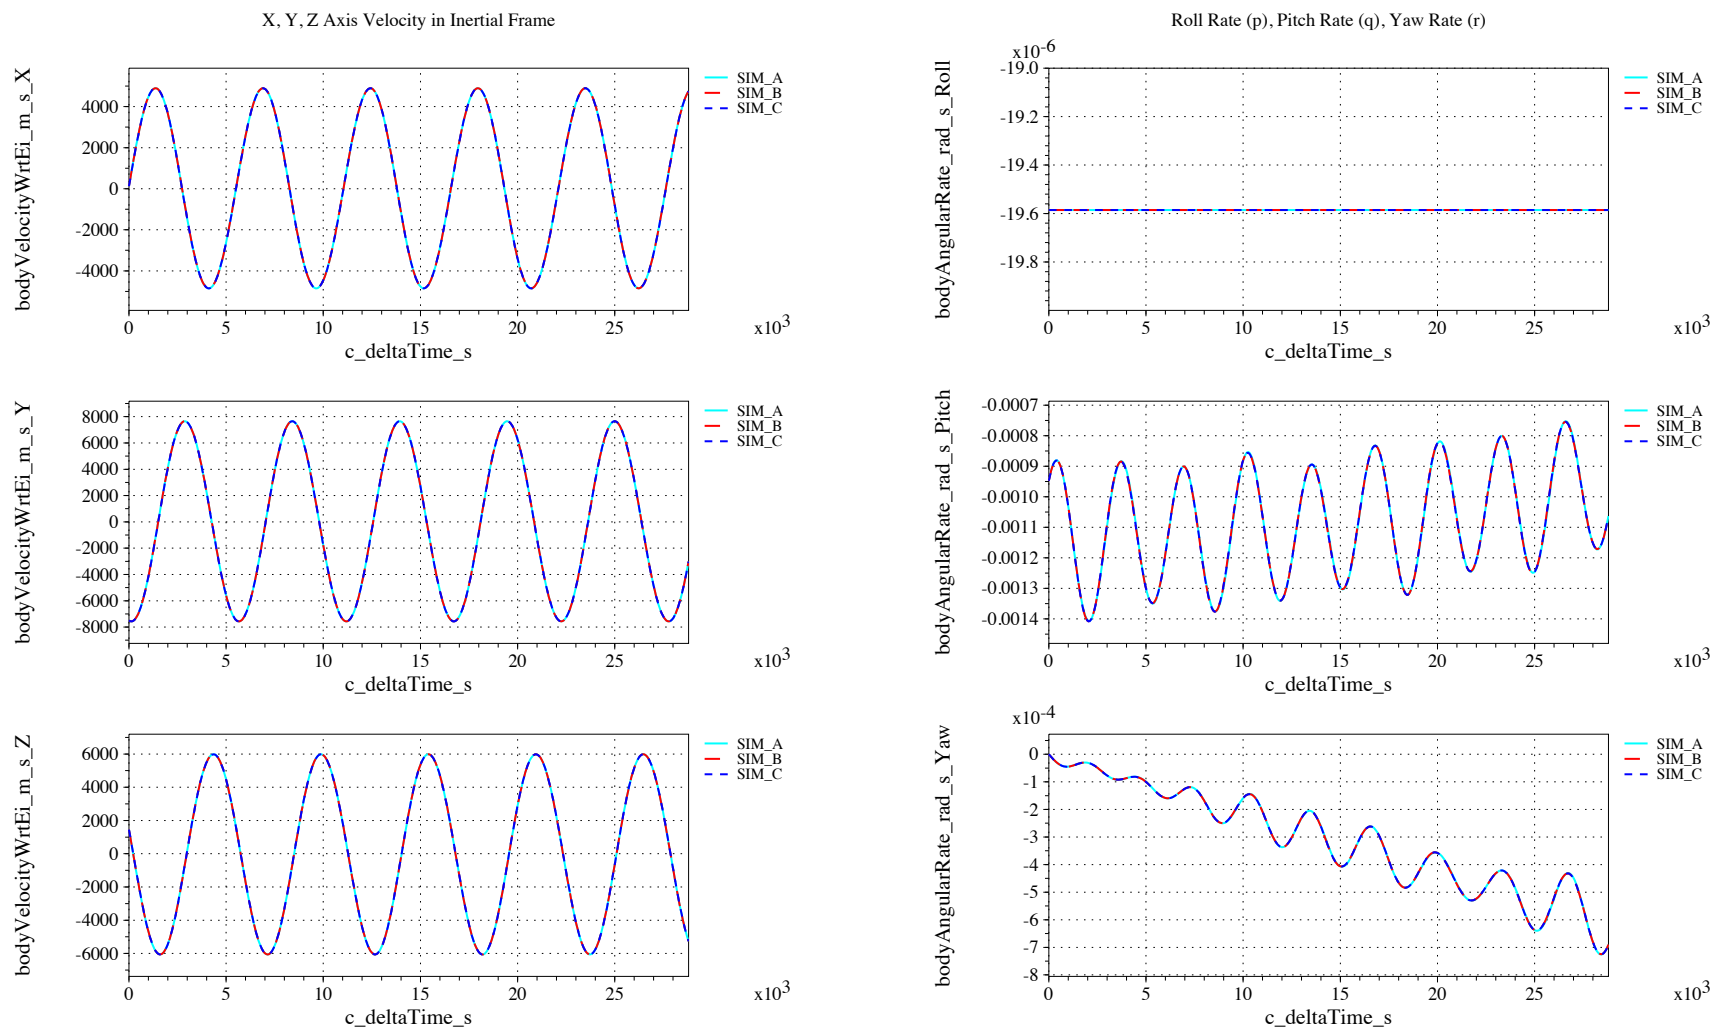 X, Y, Z Axis Velocity in Inertial Frame
bodyVelocityWrtEi_m_s_X
4000
2000
0
-2000
-4000
0 5 10 15 20 25
x10^3
c_deltaTime_s
SIM_A
SIM_B
SIM_C
bodyVelocityWrtEi_m_s_Y
8000
6000
4000
2000
0
-2000
-4000
-6000
-8000
0 5 10 15 20 25
x10^3
c_deltaTime_s
SIM_A
SIM_B
SIM_C
bodyVelocityWrtEi_m_s_Z
6000
4000
2000
0
-2000
-4000
-6000
0 5 10 15 20 25
x10^3
c_deltaTime_s
SIM_A
SIM_B
SIM_C
Roll Rate (p), Pitch Rate (q), Yaw Rate (r)
x10^-6
bodyAngularRate_rad_s_Roll
-19.0
-19.2
-19.4
-19.6
-19.8
0 5 10 15 20 25
x10^3
c_deltaTime_s
SIM_A
SIM_B
SIM_C
bodyAngularRate_rad_s_Pitch
-0.0007
-0.0008
-0.0009
-0.0010
-0.0011
-0.0012
-0.0013
-0.0014
0 5 10 15 20 25
x10^3
c_deltaTime_s
SIM_A
SIM_B
SIM_C
x10^-4
bodyAngularRate_rad_s_Yaw
0
-1
-2
-3
-4
-5
-6
-7
-8
0 5 10 15 20 25
x10^3
c_deltaTime_s
SIM_A
SIM_B
SIM_C